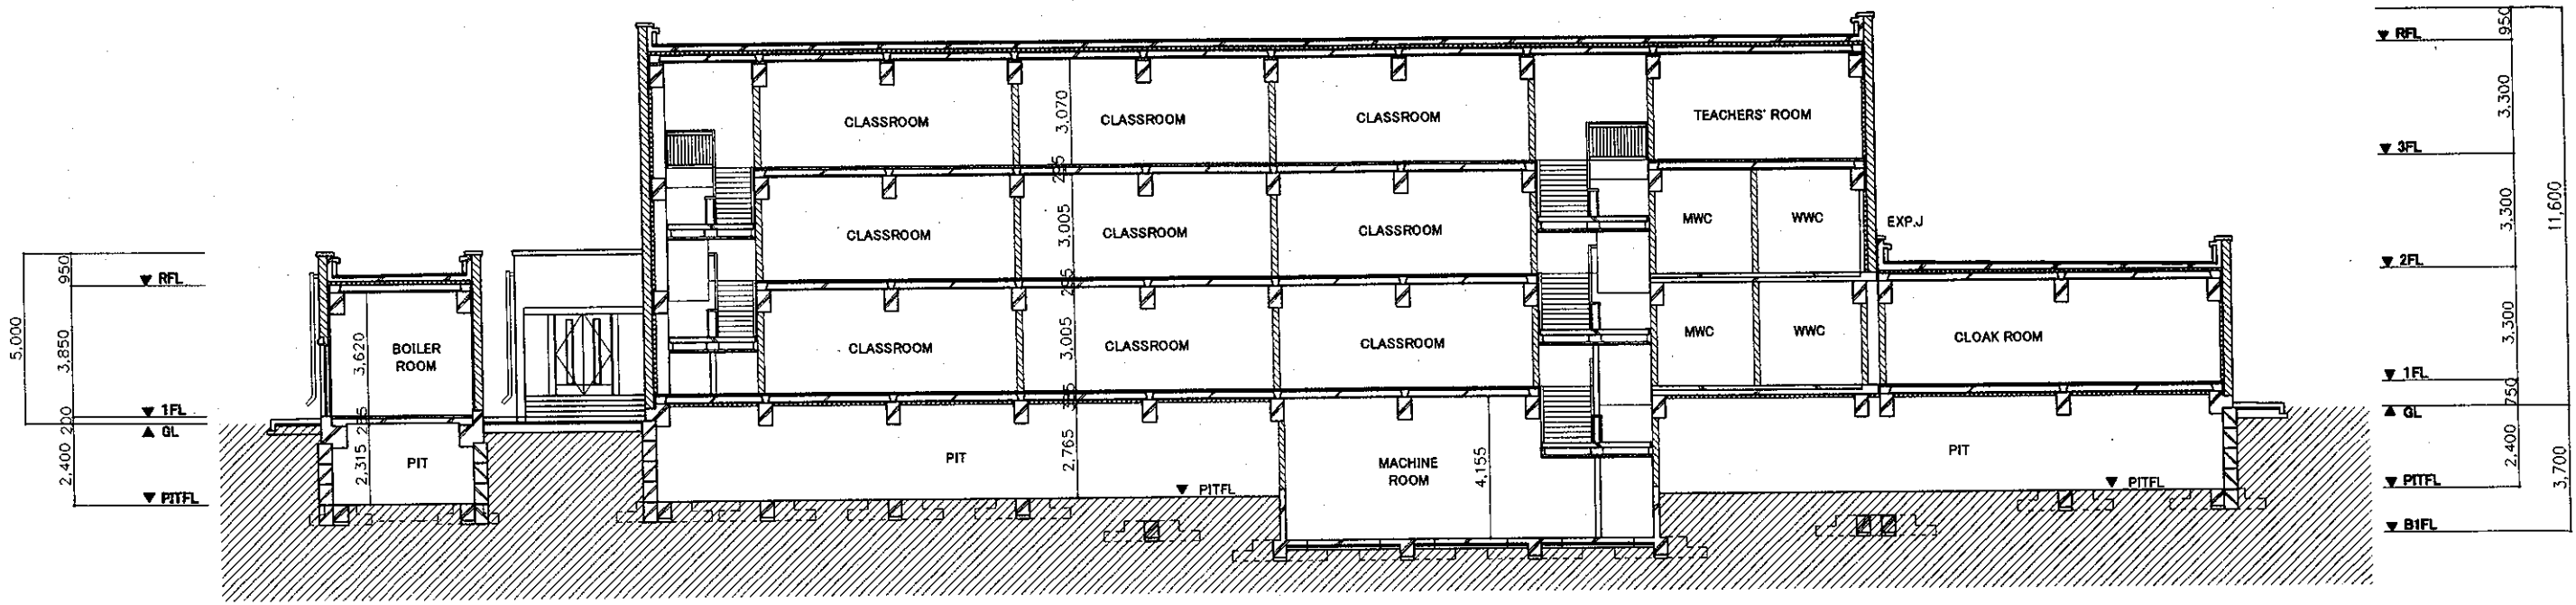 950
RFL
3,300
3FL
3,300
11,600
2FL
3,300
1FL
750
GL
2,400
PITFL
3,700
B1FL
CLASSROOM
3,070
CLASSROOM
CLASSROOM
TEACHERS' ROOM
295
CLASSROOM
3,005
CLASSROOM
CLASSROOM
MWC
WWC
EXP.J
295
CLASSROOM
3,005
CLASSROOM
CLASSROOM
MWC
WWC
CLOAK ROOM
950
RFL
5,000
3,850
3,620
BOILER
ROOM
1FL
200
GL
2,400
2,315
PIT
PITFL
PIT
2,765
PITFL
MACHINE
ROOM
4,155
PIT
PITFL